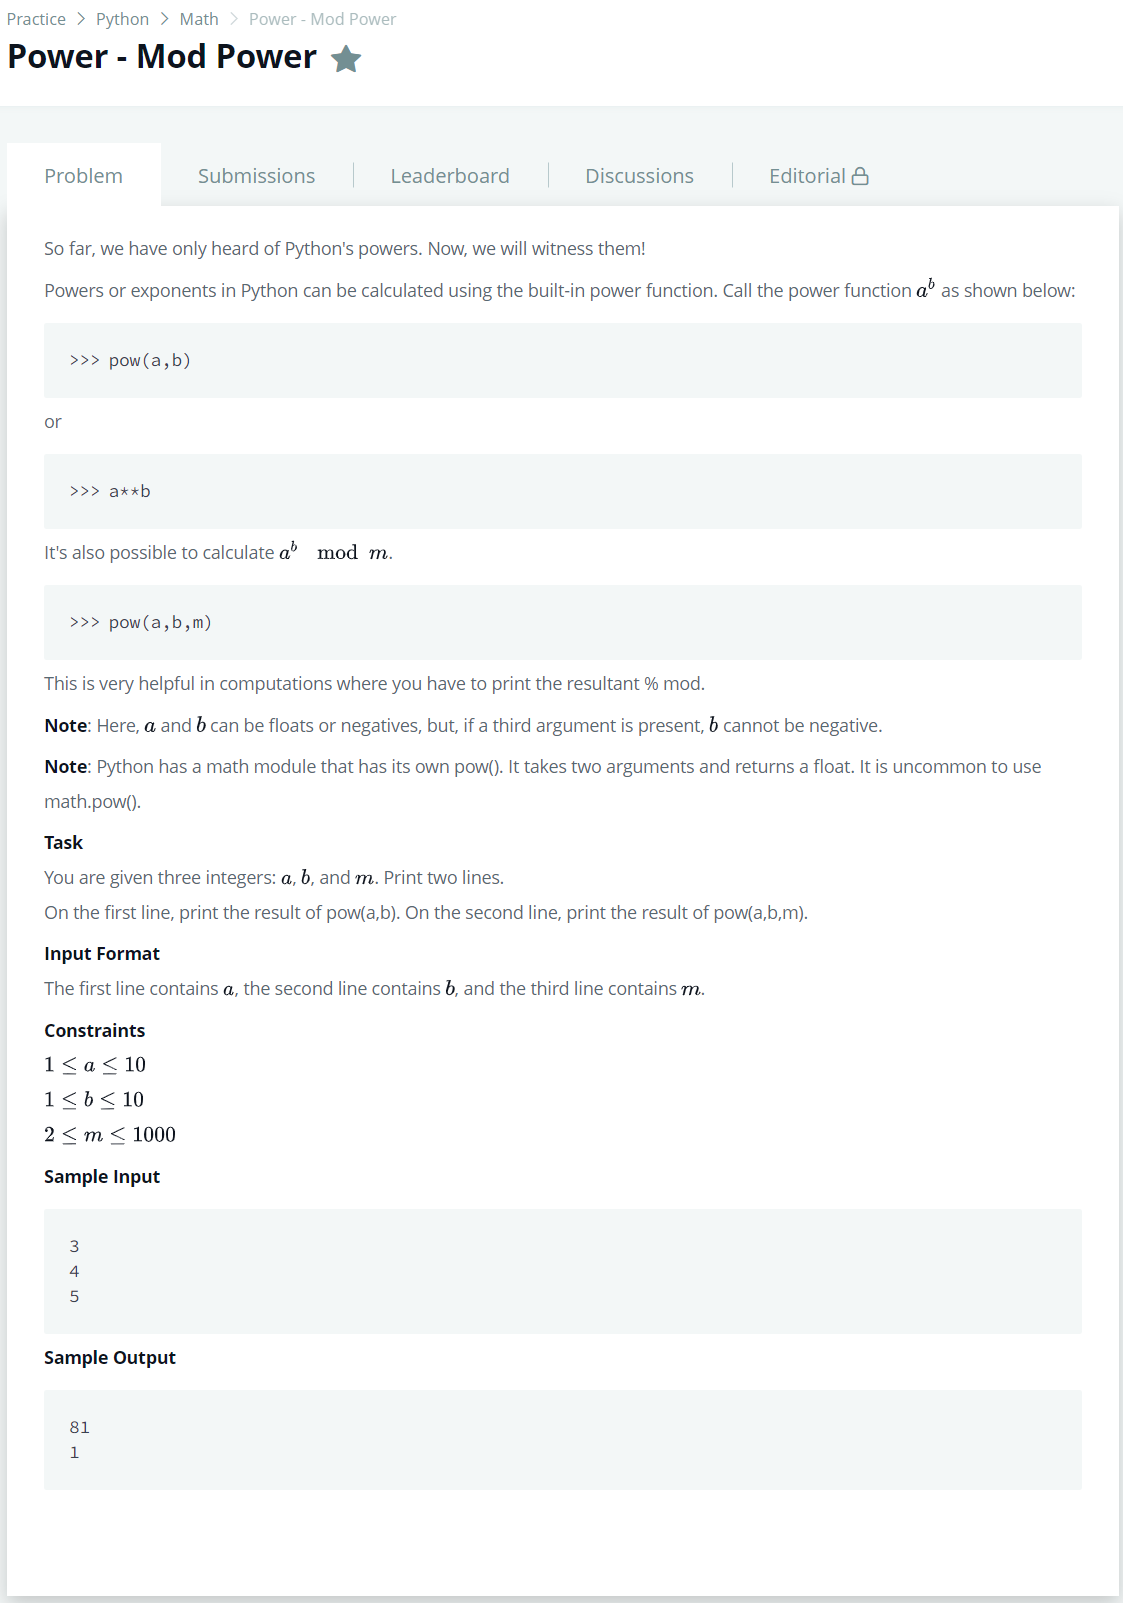 Practice > Python > Math > Power - Mod Power
Power - Mod Power
Problem Submissions Leaderboard Discussions Editorial
So far, we have only heard of Python's powers. Now, we will witness them!
Powers or exponents in Python can be calculated using the built-in power function. Call the power function a^b as shown below:
>>> pow(a,b)
or
>>> a**b
It's also possible to calculate a^b mod m.
>>> pow(a,b,m)
This is very helpful in computations where you have to print the resultant % mod.
Note: Here, a and b can be floats or negatives, but, if a third argument is present, b cannot be negative.
Note: Python has a math module that has its own pow(). It takes two arguments and returns a float. It is uncommon to use
math.pow().
Task
You are given three integers: a, b, and m. Print two lines.
On the first line, print the result of pow(a,b). On the second line, print the result of pow(a,b,m).
Input Format
The first line contains a, the second line contains b, and the third line contains m.
Constraints
1 ≤ a ≤ 10
1 ≤ b ≤ 10
2 ≤ m ≤ 1000
Sample Input
3
4
5
Sample Output
81
1